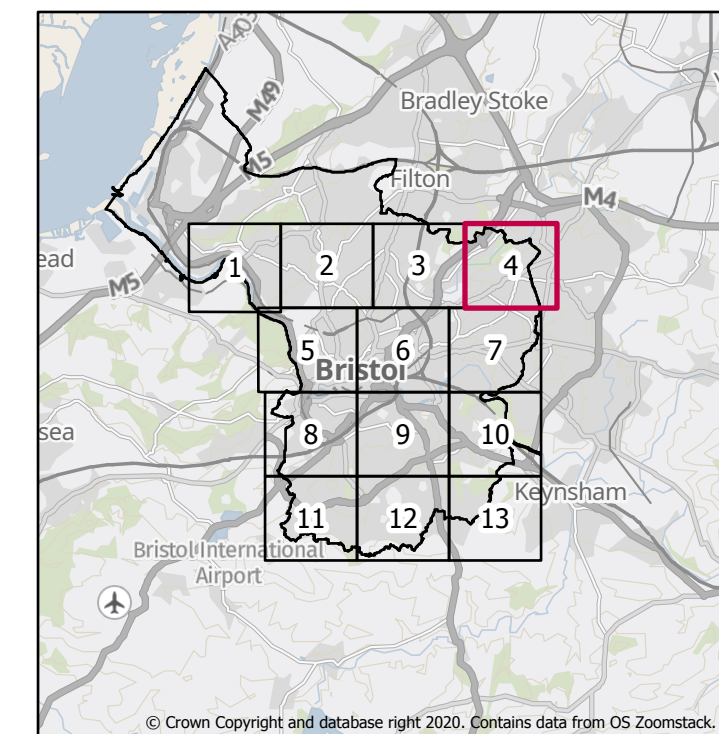 A403
M49
Bradley Stoke
M5
Filton
M4
ead
M5
1
2
3
4
5
6
7
Bristol
sea
8
9
10
Keynsham
11
12
13
Bristol International
Airport
© Crown Copyright and database right 2020. Contains data from OS Zoomstack.